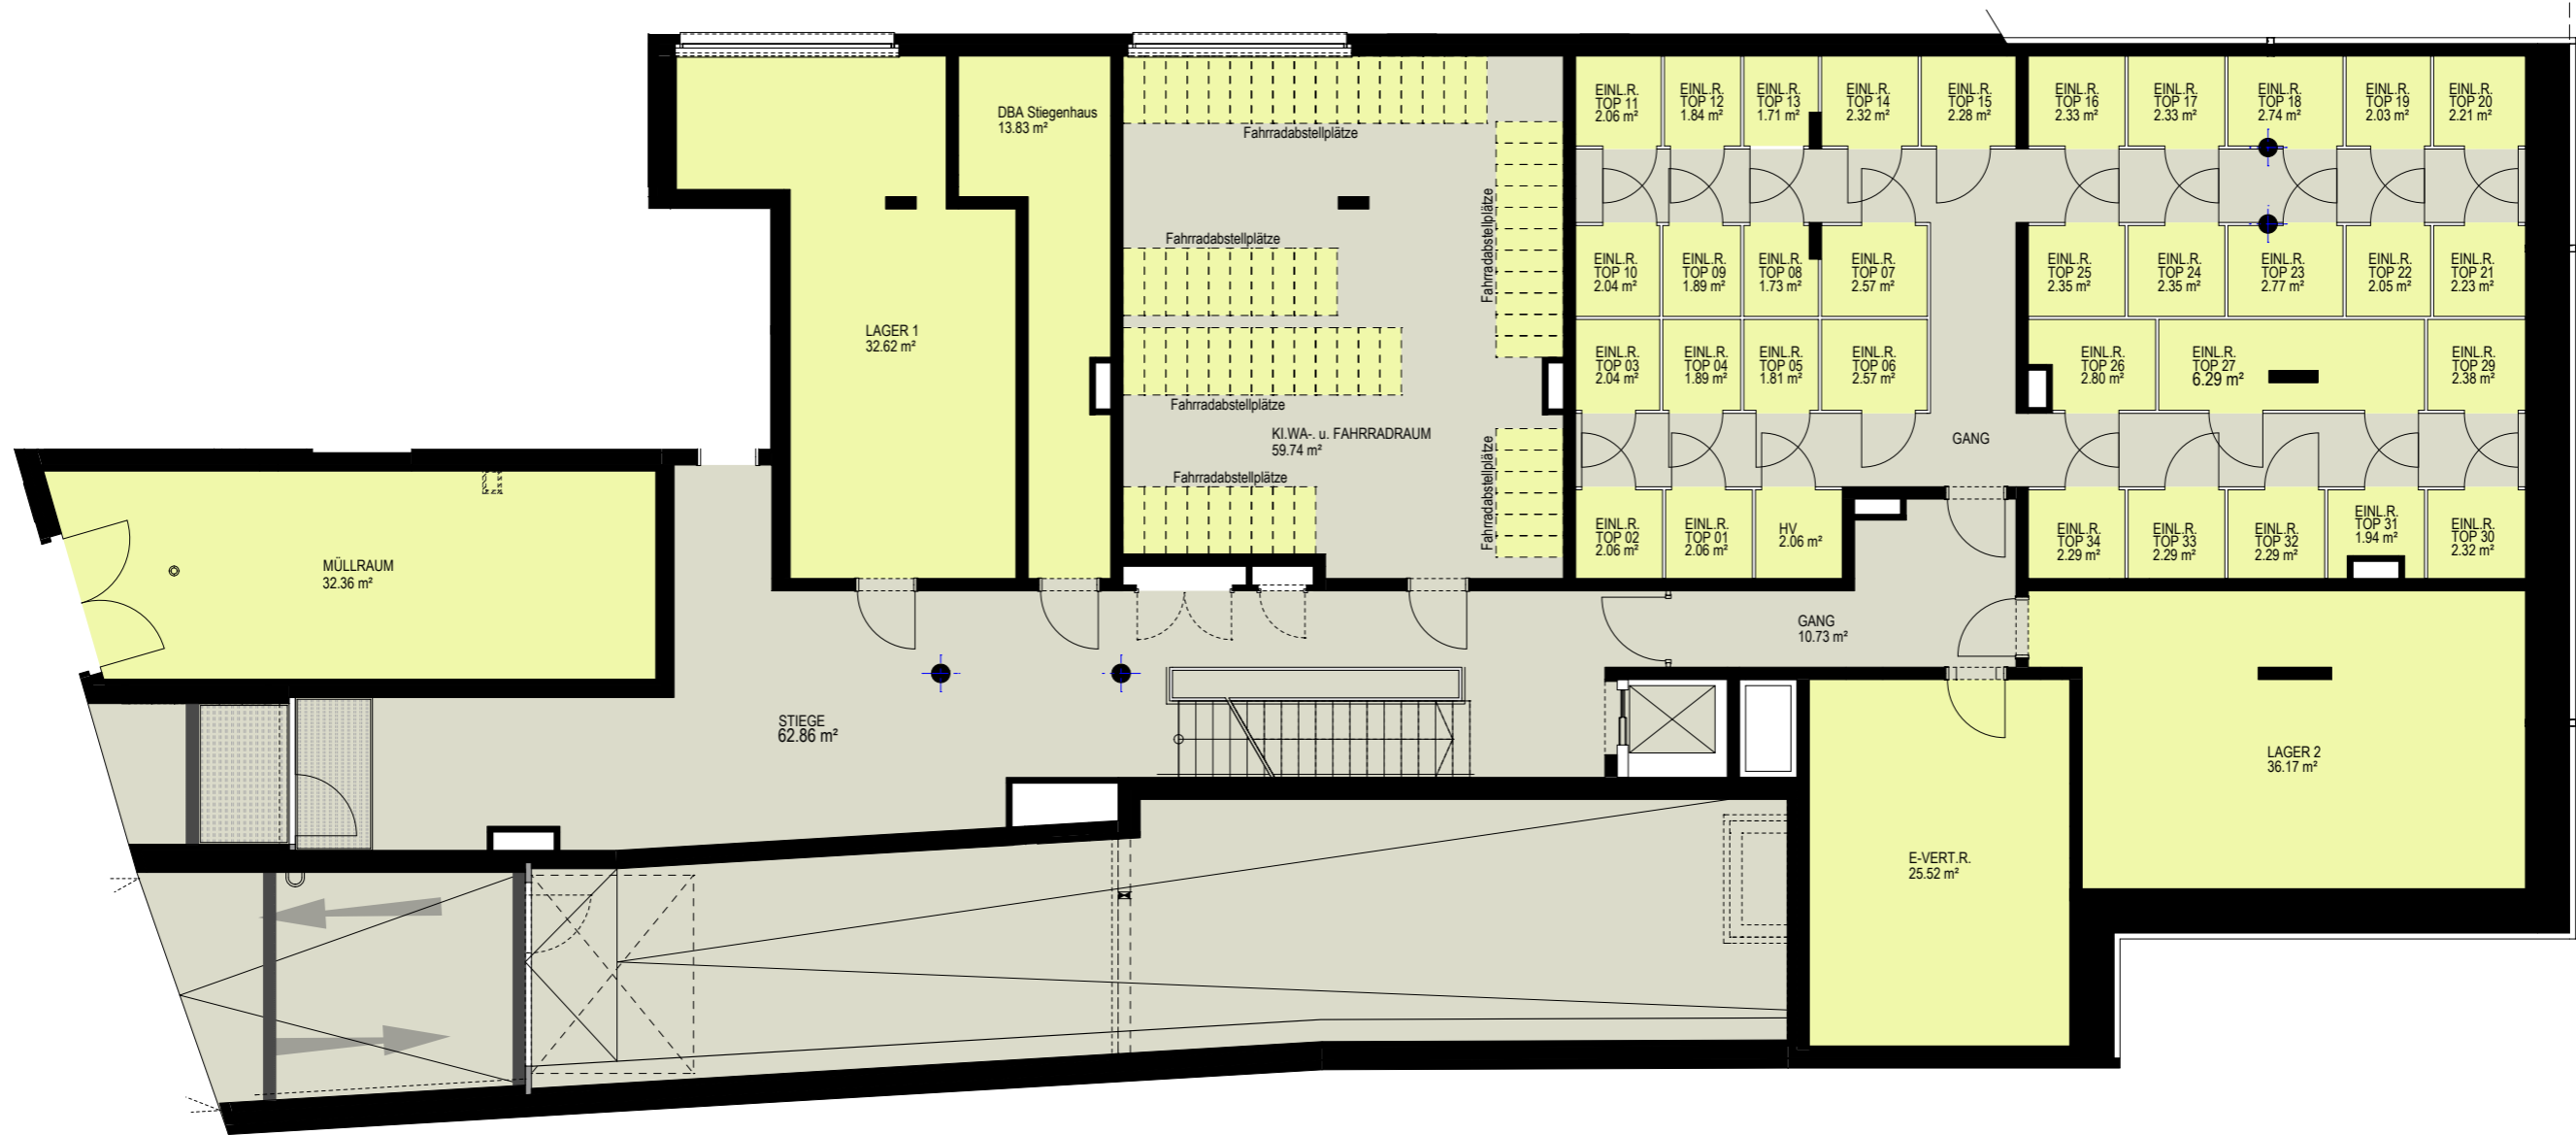 EINL.R.
TOP 11
2.06 m²
EINL.R.
TOP 12
1.84 m²
EINL.R.
TOP 13
1.71 m²
EINL.R.
TOP 14
2.32 m²
EINL.R.
TOP 15
2.28 m²
EINL.R.
TOP 16
2.33 m²
EINL.R.
TOP 17
2.33 m²
EINL.R.
TOP 18
2.74 m²
EINL.R.
TOP 19
2.03 m²
EINL.R.
TOP 20
2.21 m²
DBA Stiegenhaus
13.83 m²
Fahrradabstellplätze
Fahrradabstellplätze
Fahrradabstellplätze
EINL.R.
TOP 10
2.04 m²
EINL.R.
TOP 09
1.89 m²
EINL.R.
TOP 08
1.73 m²
EINL.R.
TOP 07
2.57 m²
EINL.R.
TOP 25
2.35 m²
EINL.R.
TOP 24
2.35 m²
EINL.R.
TOP 23
2.77 m²
EINL.R.
TOP 22
2.05 m²
EINL.R.
TOP 21
2.23 m²
LAGER 1
32.62 m²
EINL.R.
TOP 03
2.04 m²
EINL.R.
TOP 04
1.89 m²
EINL.R.
TOP 05
1.81 m²
EINL.R.
TOP 06
2.57 m²
EINL.R.
TOP 26
2.80 m²
EINL.R.
TOP 27
6.29 m²
EINL.R.
TOP 29
2.38 m²
Fahrradabstellplätze
KI.WA-. u. FAHRRADRAUM
59.74 m²
GANG
Fahrradabstellplätze
Fahrradabstellplätze
EINL.R.
TOP 02
2.06 m²
EINL.R.
TOP 01
2.06 m²
HV
2.06 m²
EINL.R.
TOP 34
2.29 m²
EINL.R.
TOP 33
2.29 m²
EINL.R.
TOP 32
2.29 m²
EINL.R.
TOP 31
1.94 m²
EINL.R.
TOP 30
2.32 m²
MÜLLRAUM
32.36 m²
GANG
10.73 m²
STIEGE
62.86 m²
LAGER 2
36.17 m²
E-VERT.R.
25.52 m²